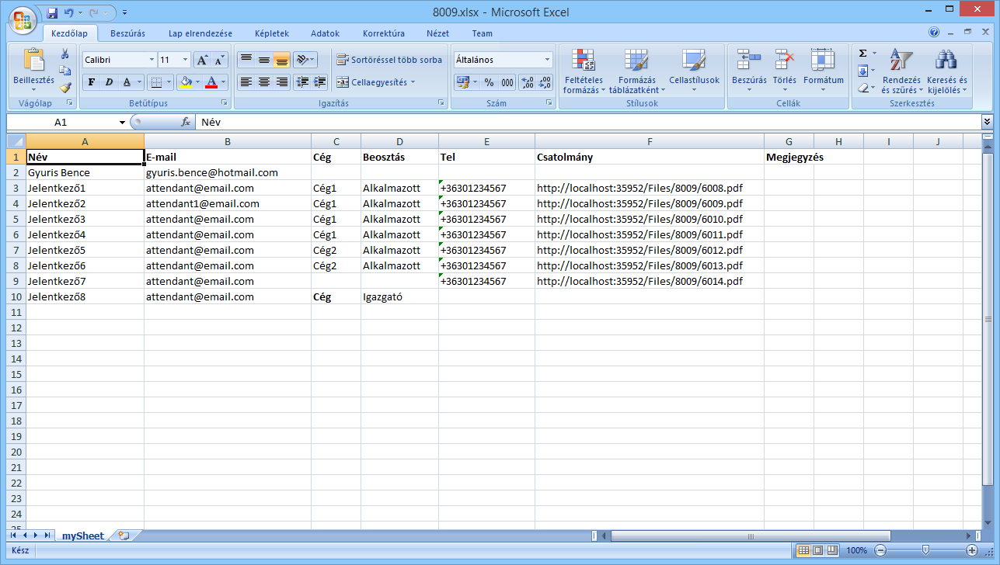 8009.xlsx - Microsoft Excel
Kezdőlap Beszúrás Lap elrendezése Képletek Adatok Korrektúra Nézet Team
Beillesztés
Vágólap
Calibri 11
F D A
Betűtípus
Sortöréssel több sorba
Cellaegyesítés
Igazítás
Általános
% 000
Szám
Feltételes formázás
Formázás táblázatként
Cellastílusok
Stílusok
Beszúrás Törlés Formátum
Cellák
Rendezés és szűrés
Keresés és kijelölés
Szerkesztés
A1 fx Név
A B C D E F G H I J
1 Név E-mail Cég Beosztás Tel Csatolmány Megjegyzés
2 Gyuris Bence gyuris.bence@hotmail.com
3 Jelentkező1 attendant@email.com Cég1 Alkalmazott +36301234567 http://localhost:35952/Files/8009/6008.pdf
4 Jelentkező2 attendant1@email.com Cég1 Alkalmazott +36301234567 http://localhost:35952/Files/8009/6009.pdf
5 Jelentkező3 attendant@email.com Cég1 Alkalmazott +36301234567 http://localhost:35952/Files/8009/6010.pdf
6 Jelentkező4 attendant@email.com Cég1 Alkalmazott +36301234567 http://localhost:35952/Files/8009/6011.pdf
7 Jelentkező5 attendant@email.com Cég2 Alkalmazott +36301234567 http://localhost:35952/Files/8009/6012.pdf
8 Jelentkező6 attendant@email.com Cég2 Alkalmazott +36301234567 http://localhost:35952/Files/8009/6013.pdf
9 Jelentkező7 attendant@email.com +36301234567 http://localhost:35952/Files/8009/6014.pdf
10 Jelentkező8 attendant@email.com Cég Igazgató
11
12
13
14
15
16
17
18
19
20
21
22
23
24
25
mySheet
Kész 100%